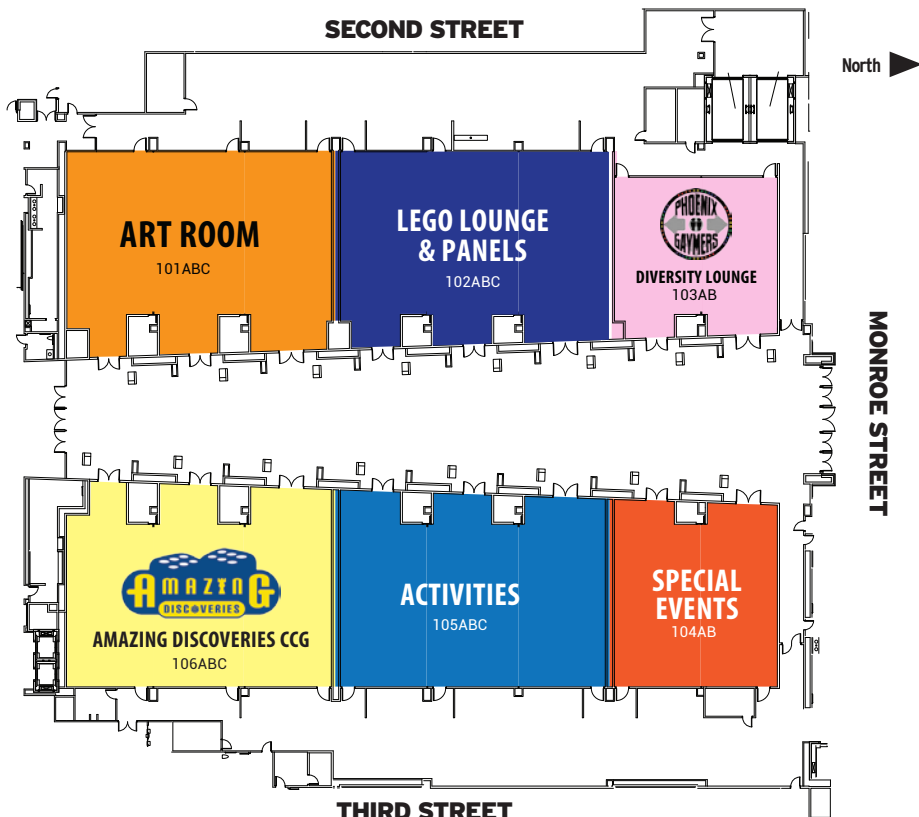 SECOND STREET
North
ART ROOM
101ABC
LEGO LOUNGE
& PANELS
102ABC
PHOENIX
GAYMERS
DIVERSITY LOUNGE
103AB
MONROE STREET
AMAZING
DISCOVERIES
AMAZING DISCOVERIES CCG
106ABC
ACTIVITIES
105ABC
SPECIAL
EVENTS
104AB
THIRD STREET